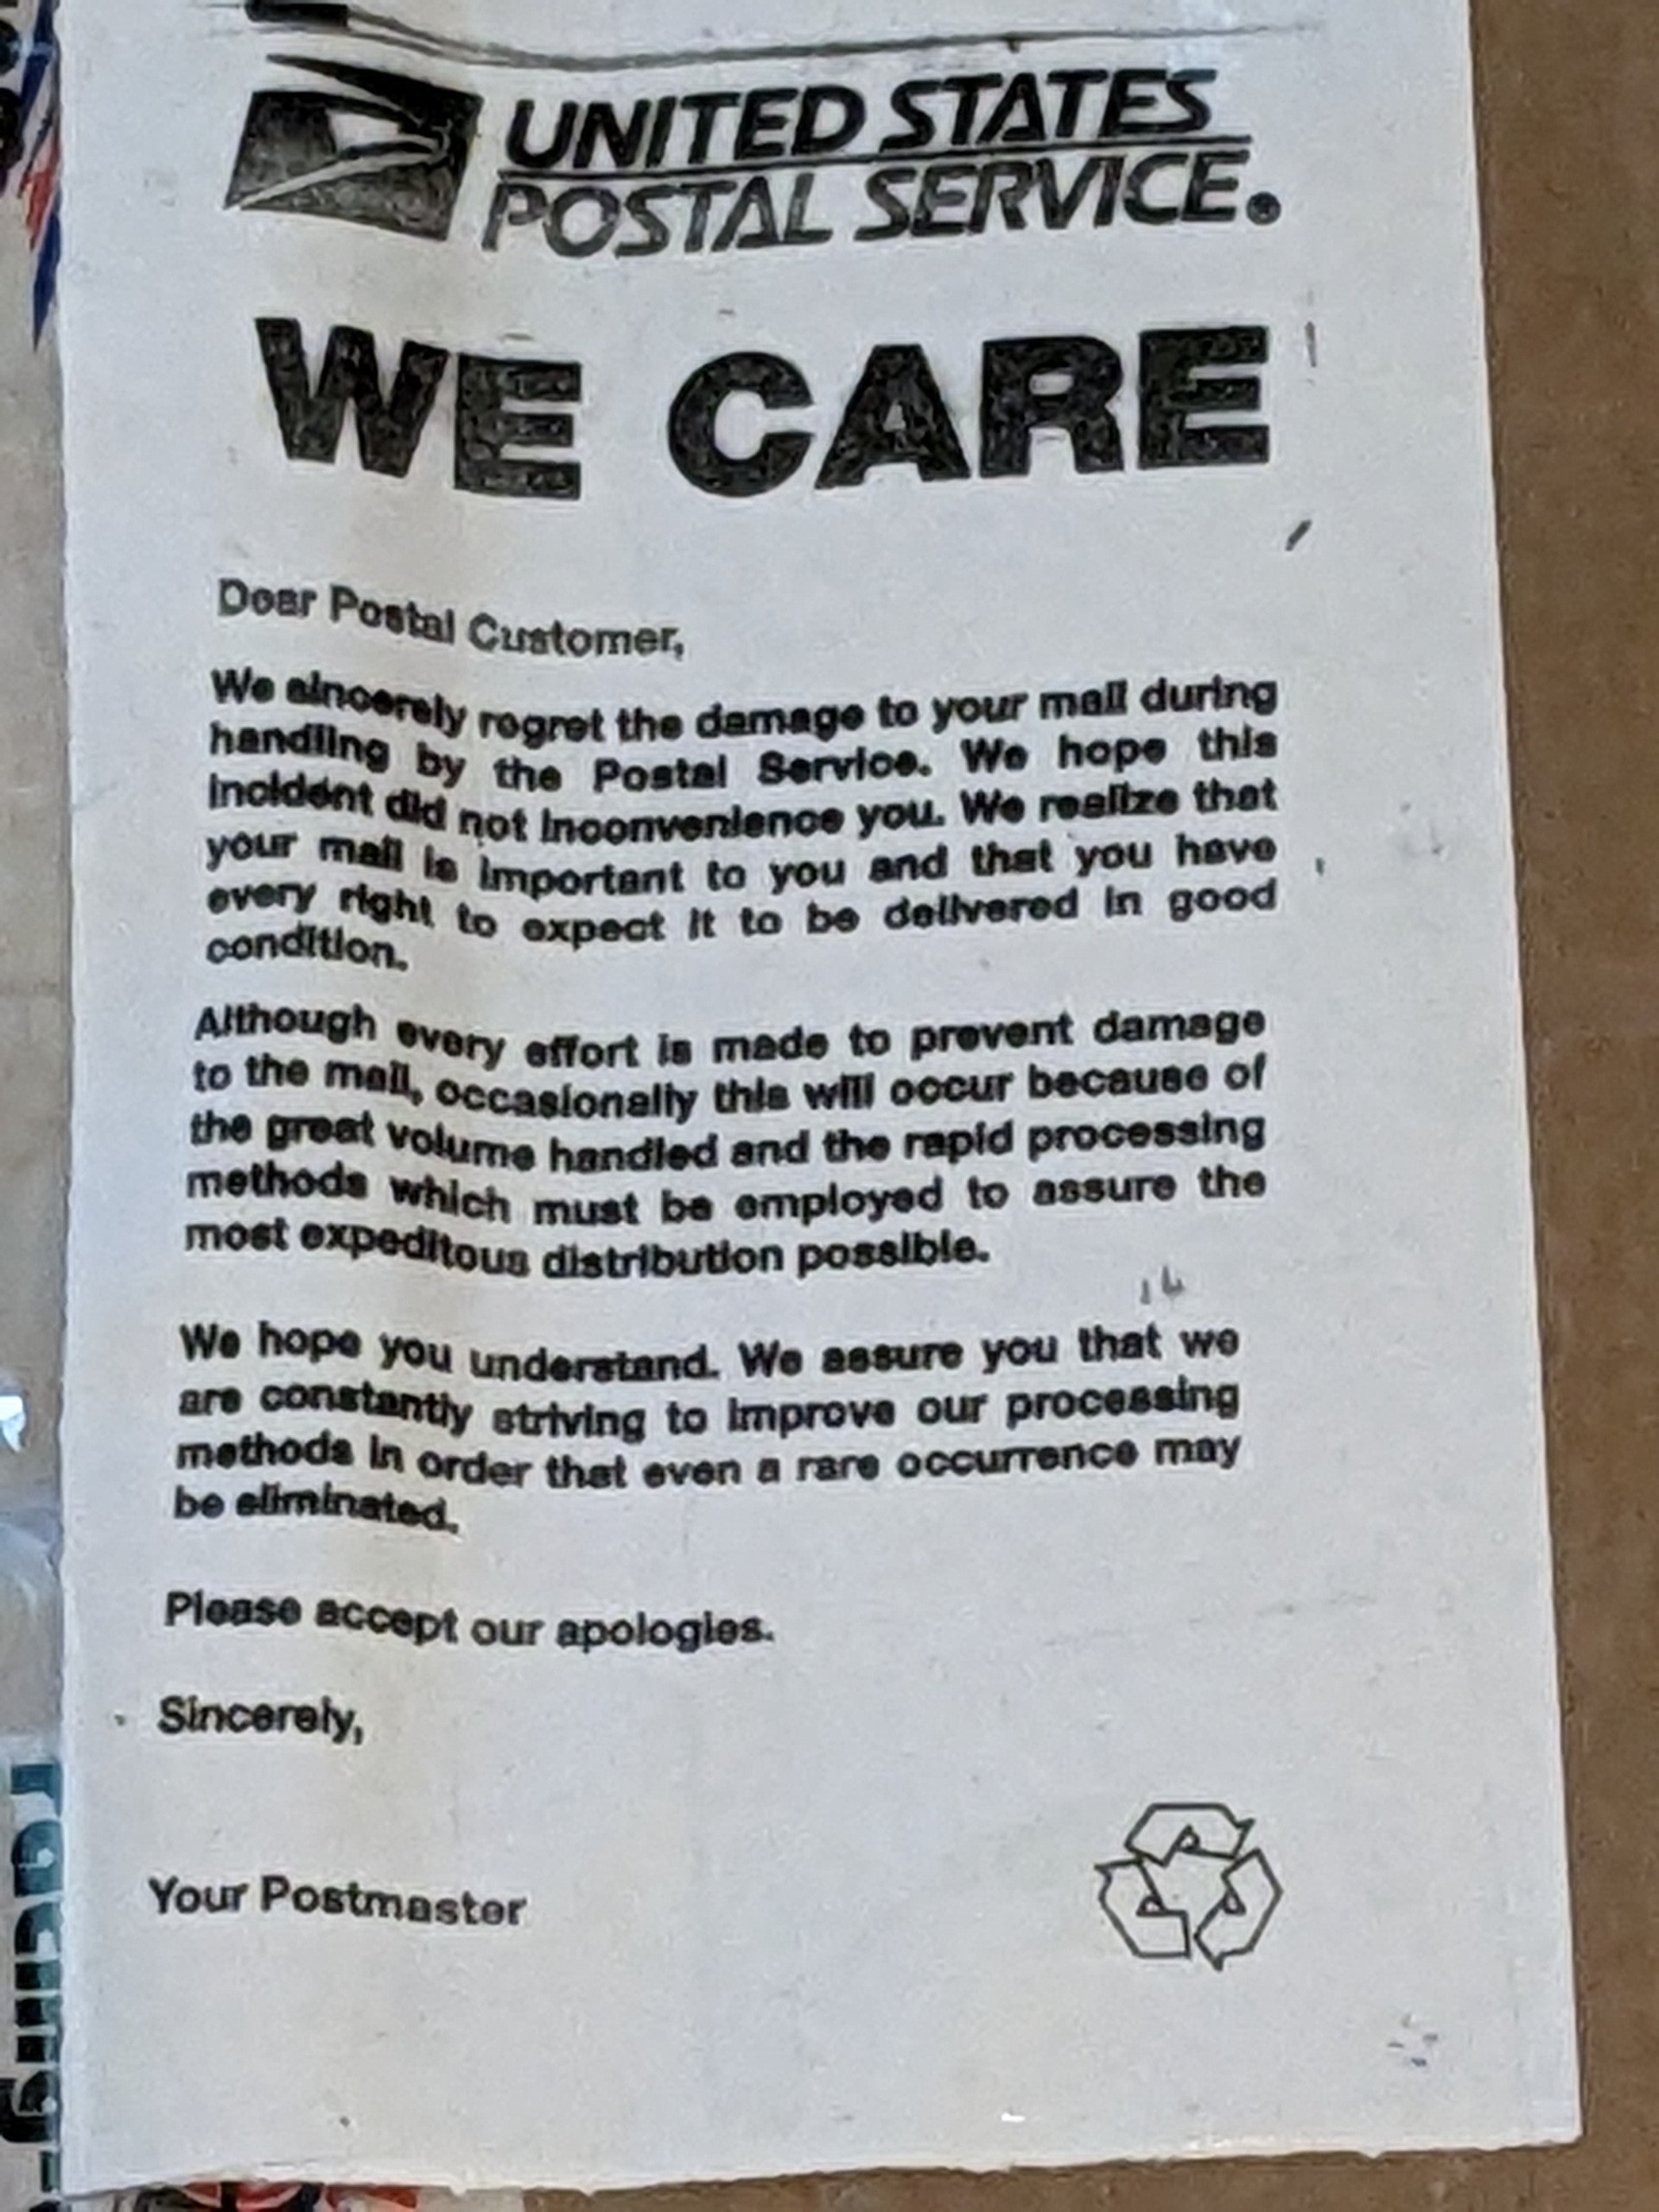 UNITED STATES
POSTAL SERVICE®
WE CARE
Dear Postal Customer,
We sincerely regret the damage to your mail during
handling by the Postal Service. We hope this
incident did not inconvenience you. We realize that
your mail is important to you and that you have
every right to expect it to be delivered in good
condition.
Although every effort is made to prevent damage
to the mail, occasionally this will occur because of
the great volume handled and the rapid processing
methods which must be employed to assure the
most expeditous distribution possible.
We hope you understand. We assure you that we
are constantly striving to improve our processing
methods in order that even a rare occurrence may
be eliminated.
Please accept our apologies.
Sincerely,
Your Postmaster